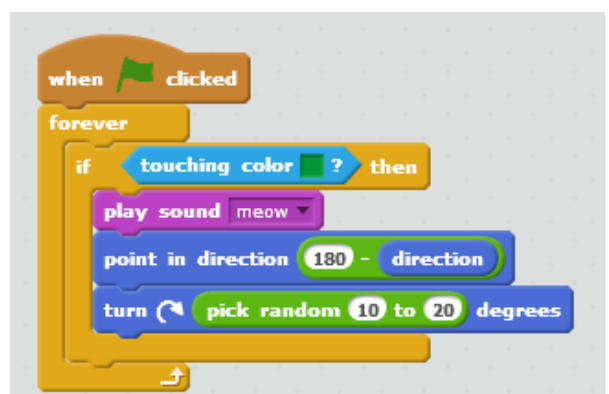 when clicked
forever
if touching color ? then
play sound meow
point in direction 180 - direction
turn pick random 10 to 20 degrees